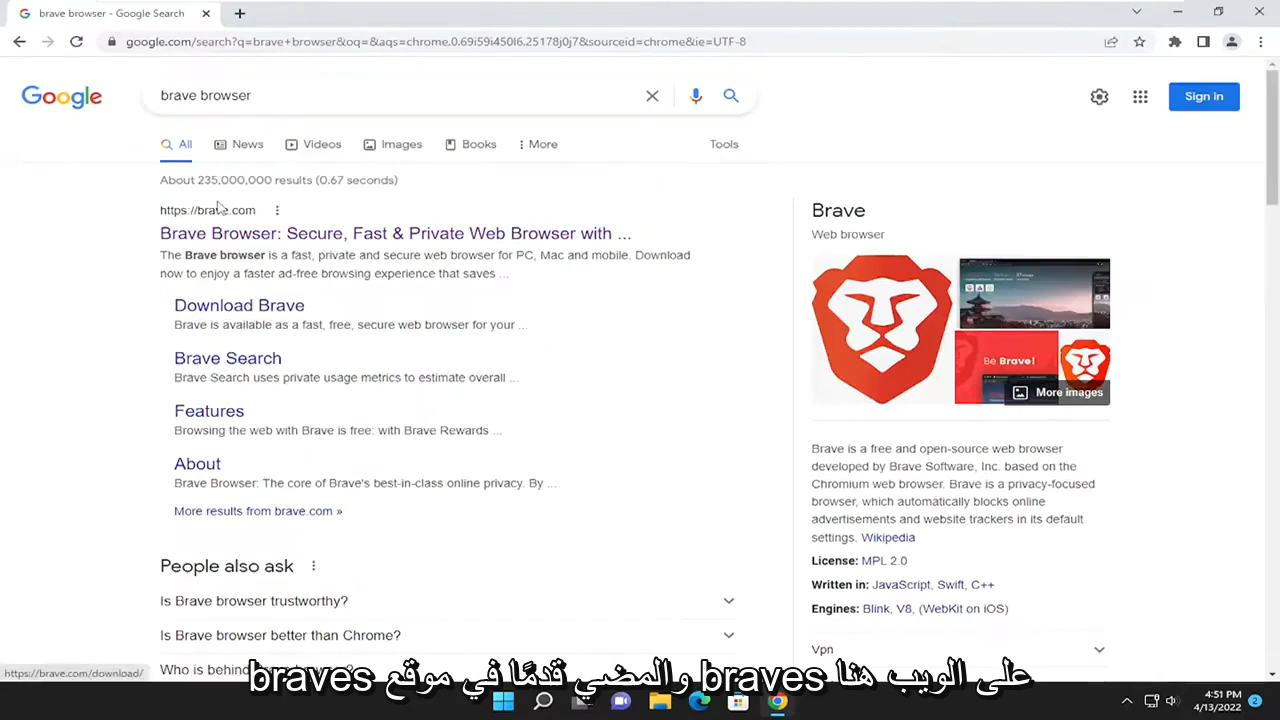 brave browser - Google Search
google.com/search?q=brave+browser&oq=&aqs=chrome.0.69i59i450l6.25178j0j7&sourceid=chrome&ie=UTF-8
Google
brave browser
Sign in
All News Videos Images Books More Tools
About 235,000,000 results (0.67 seconds)
https://brave.com
Brave Browser: Secure, Fast & Private Web Browser with ...
The Brave browser is a fast, private and secure web browser for PC, Mac and mobile. Download
now to enjoy a faster ad-free browsing experience that saves ...
Download Brave
Brave is available as a fast, free, secure web browser for your ...
Brave Search
Brave Search uses private usage metrics to estimate overall ...
Features
Browsing the web with Brave is free: with Brave Rewards ...
About
Brave Browser: The core of Brave's best-in-class online privacy. By ...
More results from brave.com »
People also ask
Is Brave browser trustworthy?
Is Brave browser better than Chrome?
Who is behind
Brave
Web browser
Be Brave!
More images
Brave is a free and open-source web browser
developed by Brave Software, Inc. based on the
Chromium web browser. Brave is a privacy-focused
browser, which automatically blocks online
advertisements and website trackers in its default
settings. Wikipedia
License: MPL 2.0
Written in: JavaScript, Swift, C++
Engines: Blink, V8, (WebKit on iOS)
Vpn
https://brave.com/download/
على الويب هنا braves والمضي قدمًا في موقع braves
4:51 PM
4/13/2022
2